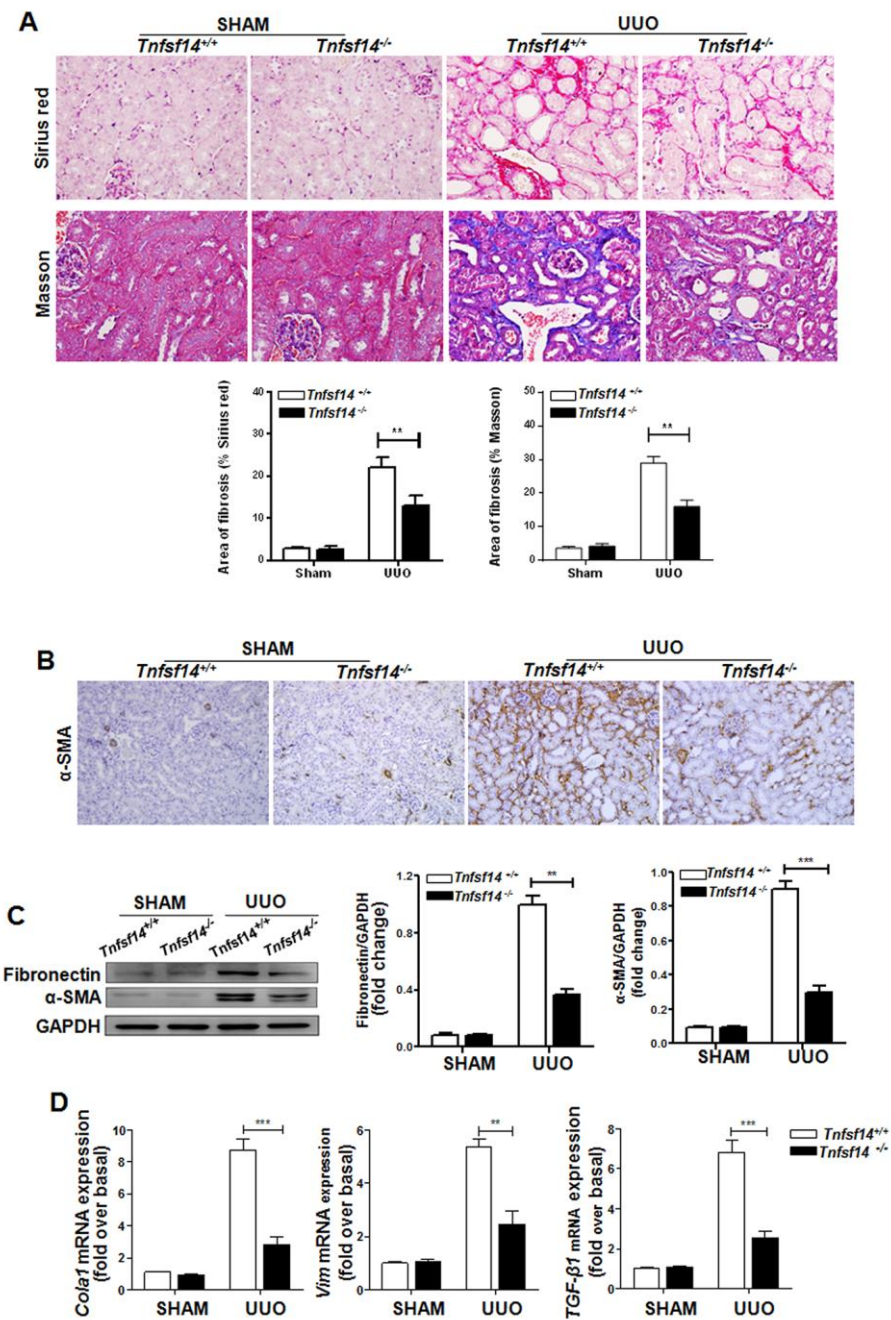 A
SHAM UUO
Tnfsf14+/+ Tnfsf14-/- Tnfsf14+/+ Tnfsf14-/-
Sirius red
Masson
Area of fibrosis (% Sirius red)
40
30
20
10
0
Tnfsf14 +/+
Tnfsf14 -/-
**
Sham UUO
Area of fibrosis (% Masson)
50
40
30
20
10
0
Tnfsf14 +/+
Tnfsf14 -/-
**
Sham UUO
B
SHAM UUO
Tnfsf14+/+ Tnfsf14-/- Tnfsf14+/+ Tnfsf14-/-
α-SMA
C
SHAM UUO
Tnfsf14+/+ Tnfsf14-/- Tnfsf14+/+ Tnfsf14-/-
Fibronectin
α-SMA
GAPDH
Fibronectin/GAPDH
(fold change)
1.2
0.8
0.4
0.0
Tnfsf14 +/+
Tnfsf14 -/-
**
SHAM UUO
α-SMA/GAPDH
(fold change)
1.0
0.8
0.6
0.4
0.2
0.0
Tnfsf14 +/+
Tnfsf14 -/-
***
SHAM UUO
D
Cola1 mRNA expression
(fold over basal)
10
8
6
4
2
0
***
SHAM UUO
Vim mRNA expression
(fold over basal)
6
4
2
0
**
SHAM UUO
TGF-β1 mRNA expression
(fold over basal)
8
6
4
2
0
***
SHAM UUO
Tnfsf14+/+
Tnfsf14 +/+